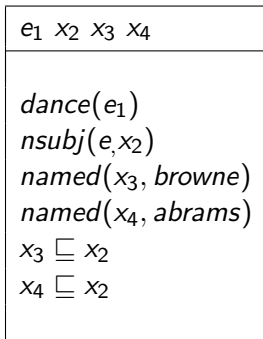 e₁ x₂ x₃ x₄
dance(e₁)
nsubj(e,x₂)
named(x₃, browne)
named(x₄, abrams)
x₃ ⊑ x₂
x₄ ⊑ x₂